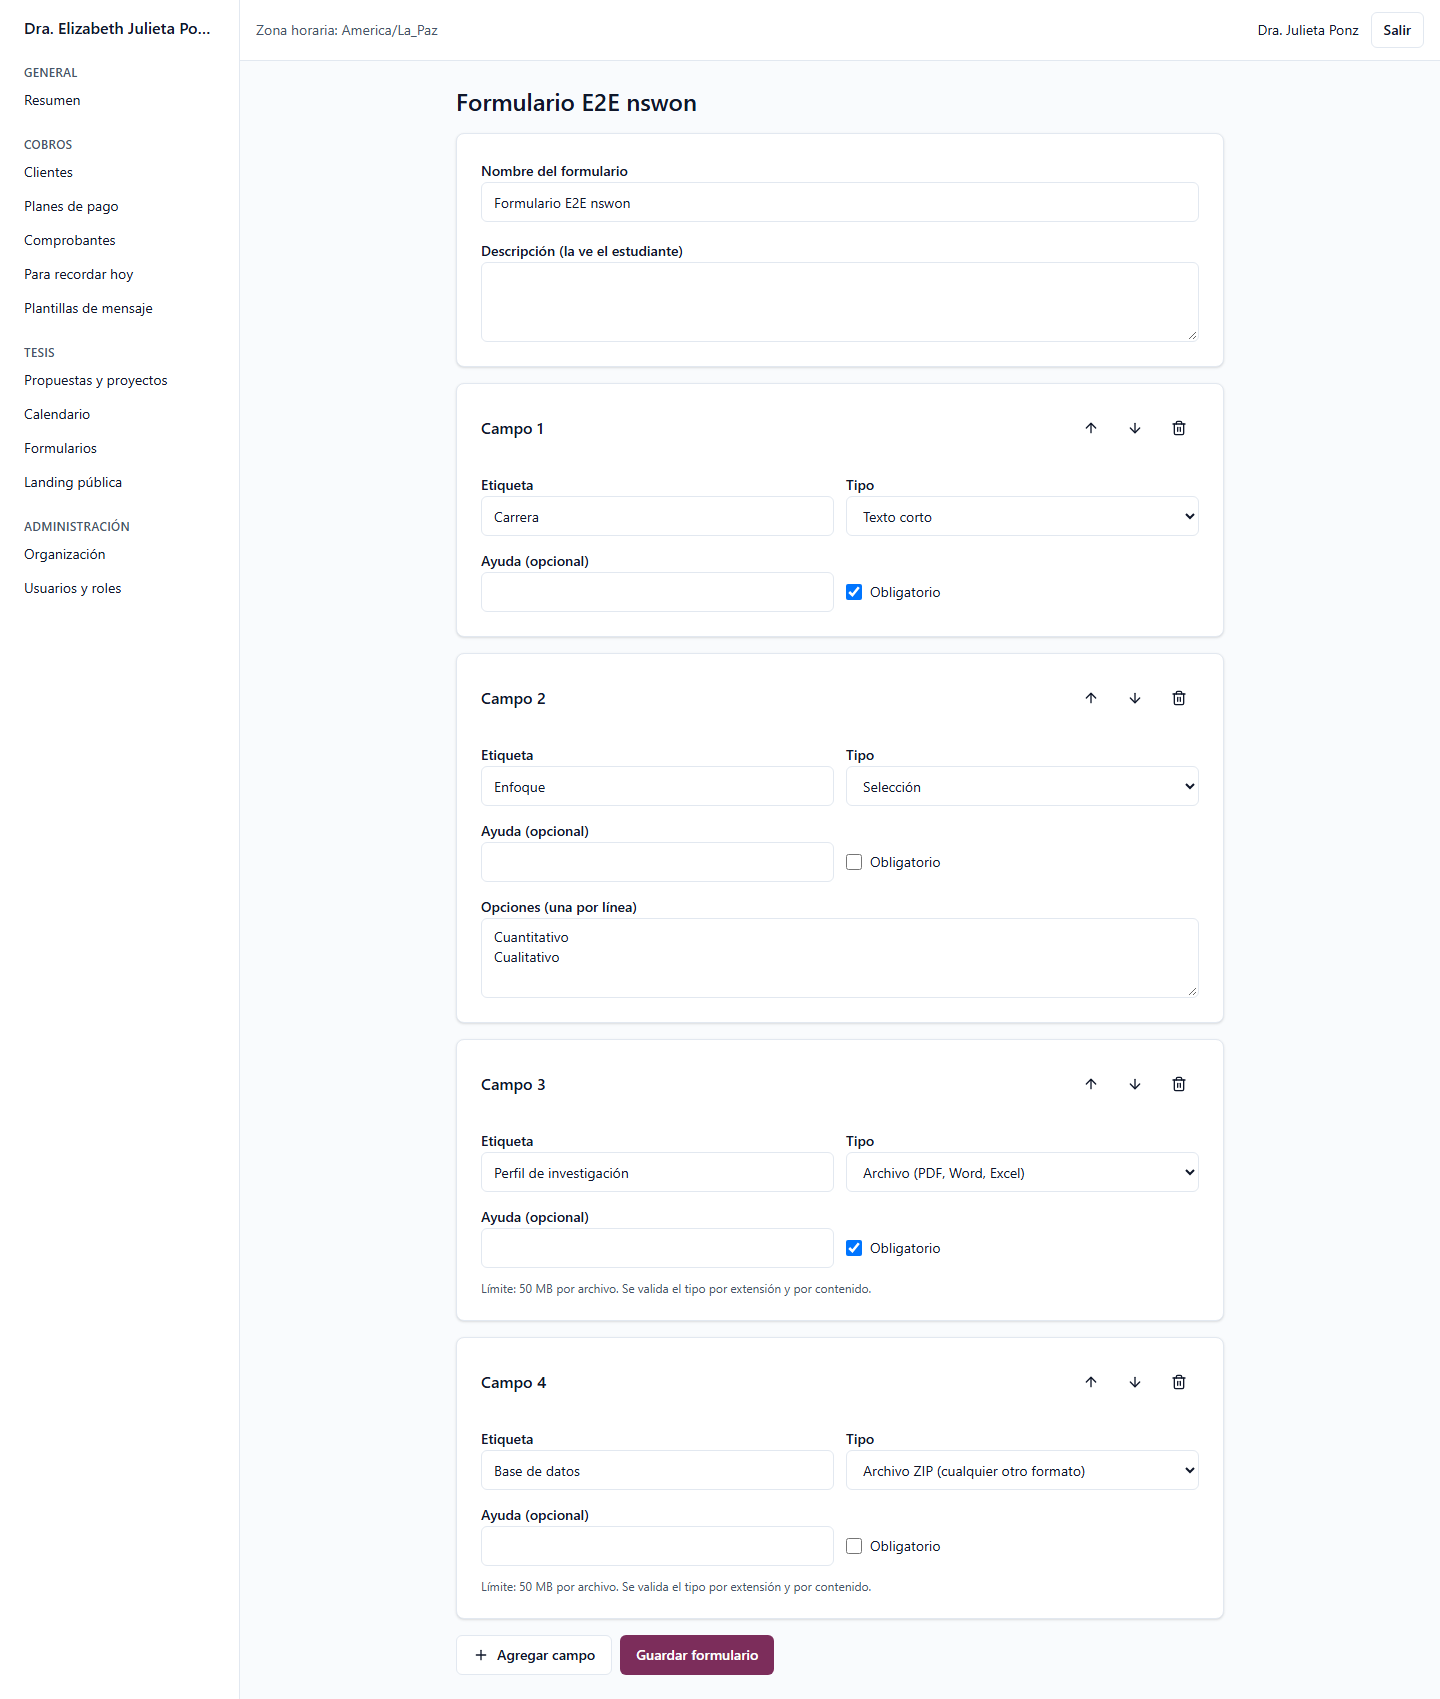 Dra. Elizabeth Julieta Po...
GENERAL
Resumen
COBROS
Clientes
Planes de pago
Comprobantes
Para recordar hoy
Plantillas de mensaje
TESIS
Propuestas y proyectos
Calendario
Formularios
Landing pública
ADMINISTRACIÓN
Organización
Usuarios y roles
Zona horaria: America/La_Paz
Dra. Julieta Ponz
Salir
Formulario E2E nswon
Nombre del formulario
Formulario E2E nswon
Descripción (la ve el estudiante)
Campo 1
Etiqueta
Tipo
Carrera
Texto corto
Ayuda (opcional)
Obligatorio
Campo 2
Etiqueta
Tipo
Enfoque
Selección
Ayuda (opcional)
Obligatorio
Opciones (una por línea)
Cuantitativo
Cualitativo
Campo 3
Etiqueta
Tipo
Perfil de investigación
Archivo (PDF, Word, Excel)
Ayuda (opcional)
Obligatorio
Límite: 50 MB por archivo. Se valida el tipo por extensión y por contenido.
Campo 4
Etiqueta
Tipo
Base de datos
Archivo ZIP (cualquier otro formato)
Ayuda (opcional)
Obligatorio
Límite: 50 MB por archivo. Se valida el tipo por extensión y por contenido.
Agregar campo
Guardar formulario